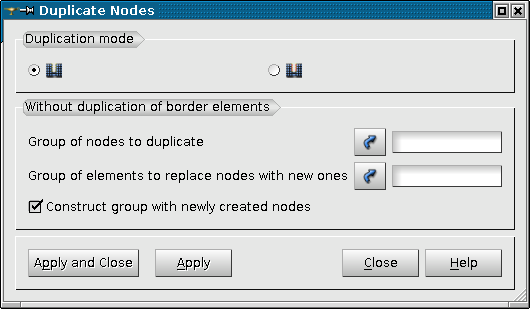 Duplicate Nodes
Duplication mode
Without duplication of border elements
Group of nodes to duplicate
Group of elements to replace nodes with new ones
Construct group with newly created nodes
Apply and Close Apply Close Help